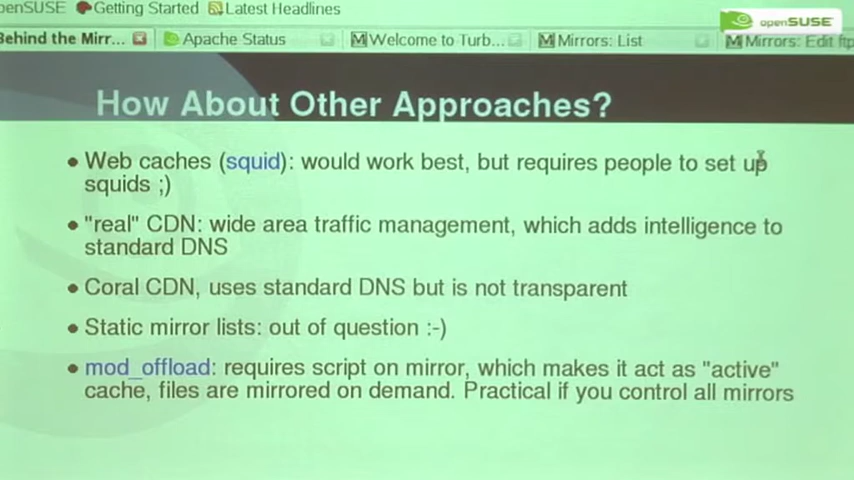 enSUSE Getting Started Latest Headlines
openSUSE
Behind the Mirr... Apache Status Welcome to Turb... Mirrors: List Mirrors: Edit ftp
How About Other Approaches?
Web caches (squid): would work best, but requires people to set up
squids ;)
"real" CDN: wide area traffic management, which adds intelligence to
standard DNS
Coral CDN, uses standard DNS but is not transparent
Static mirror lists: out of question :-)
mod_offload: requires script on mirror, which makes it act as "active"
cache, files are mirrored on demand. Practical if you control all mirrors